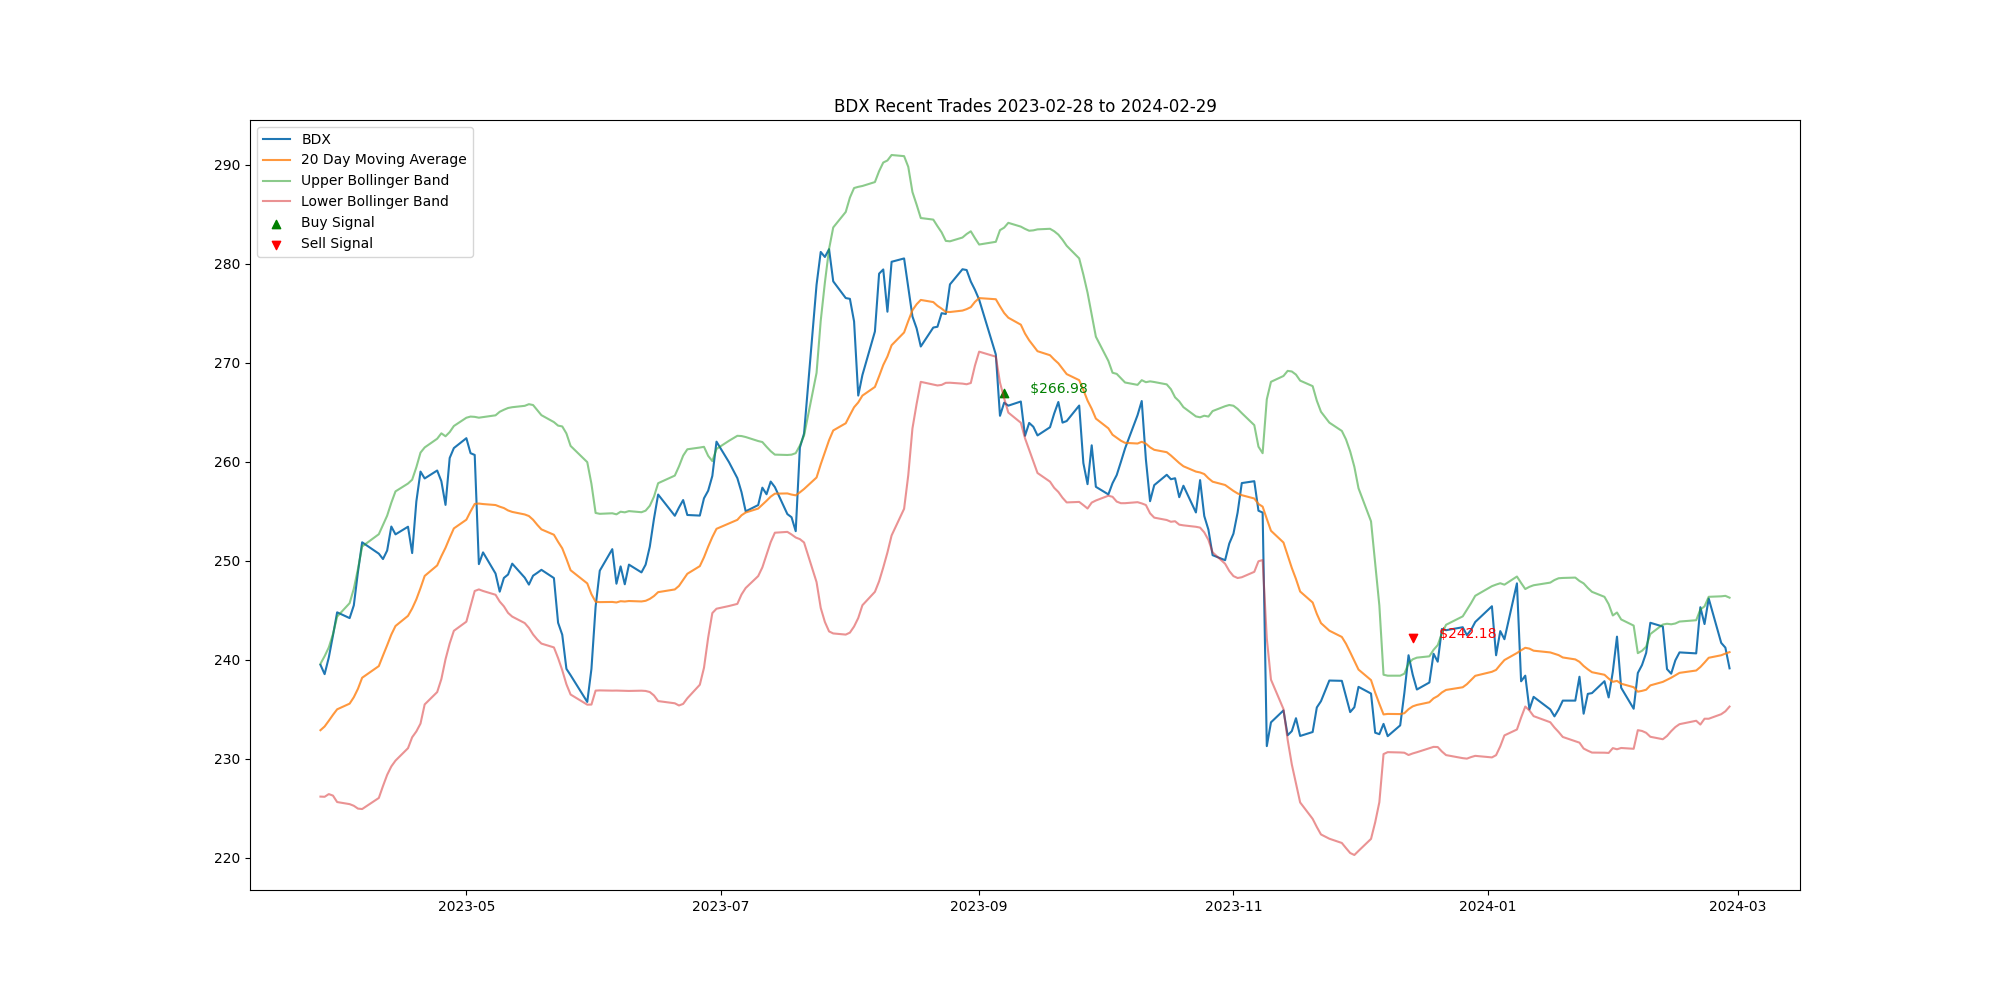 BDX Recent Trades 2023-02-28 to 2024-02-29
BDX
20 Day Moving Average
Upper Bollinger Band
Lower Bollinger Band
Buy Signal
Sell Signal
290
280
270
260
250
240
230
220
$266.98
$242.18
2023-05 2023-07 2023-09 2023-11 2024-01 2024-03